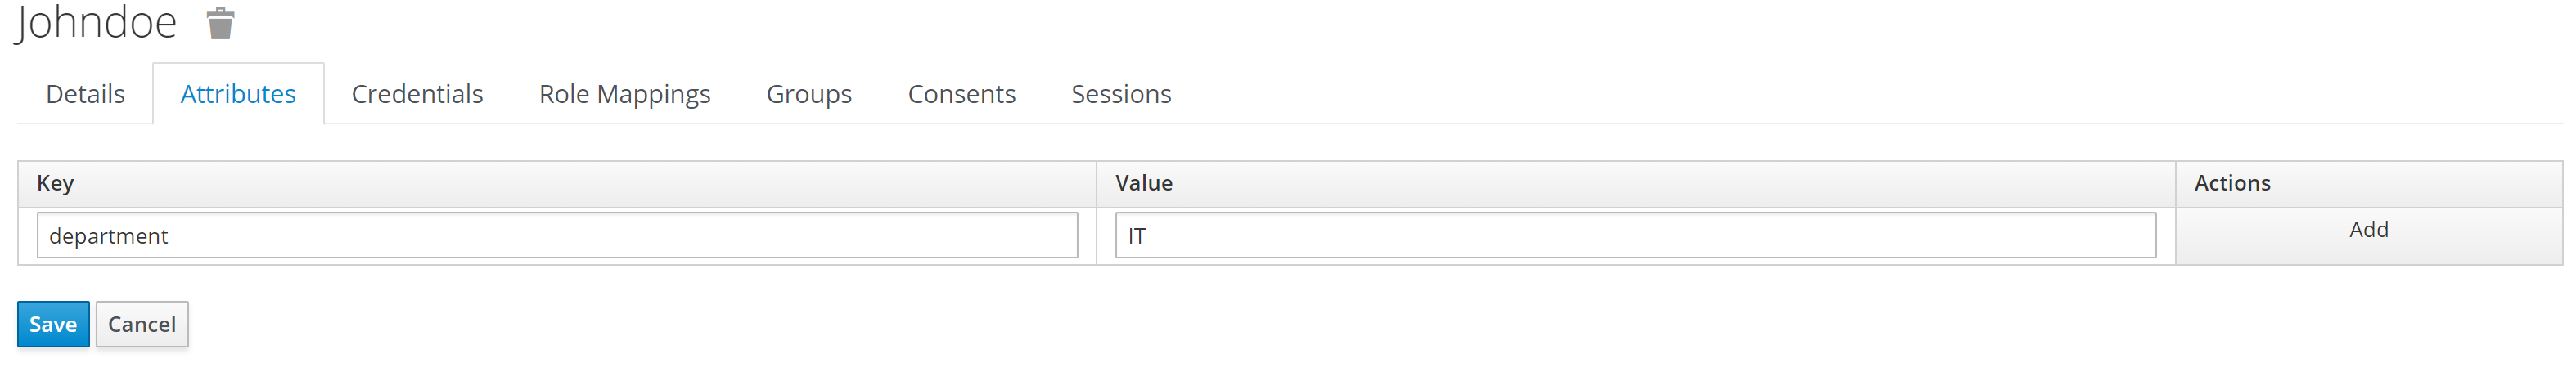 Johndoe
Details Attributes Credentials Role Mappings Groups Consents Sessions
Key Value Actions
department IT Add
Save Cancel